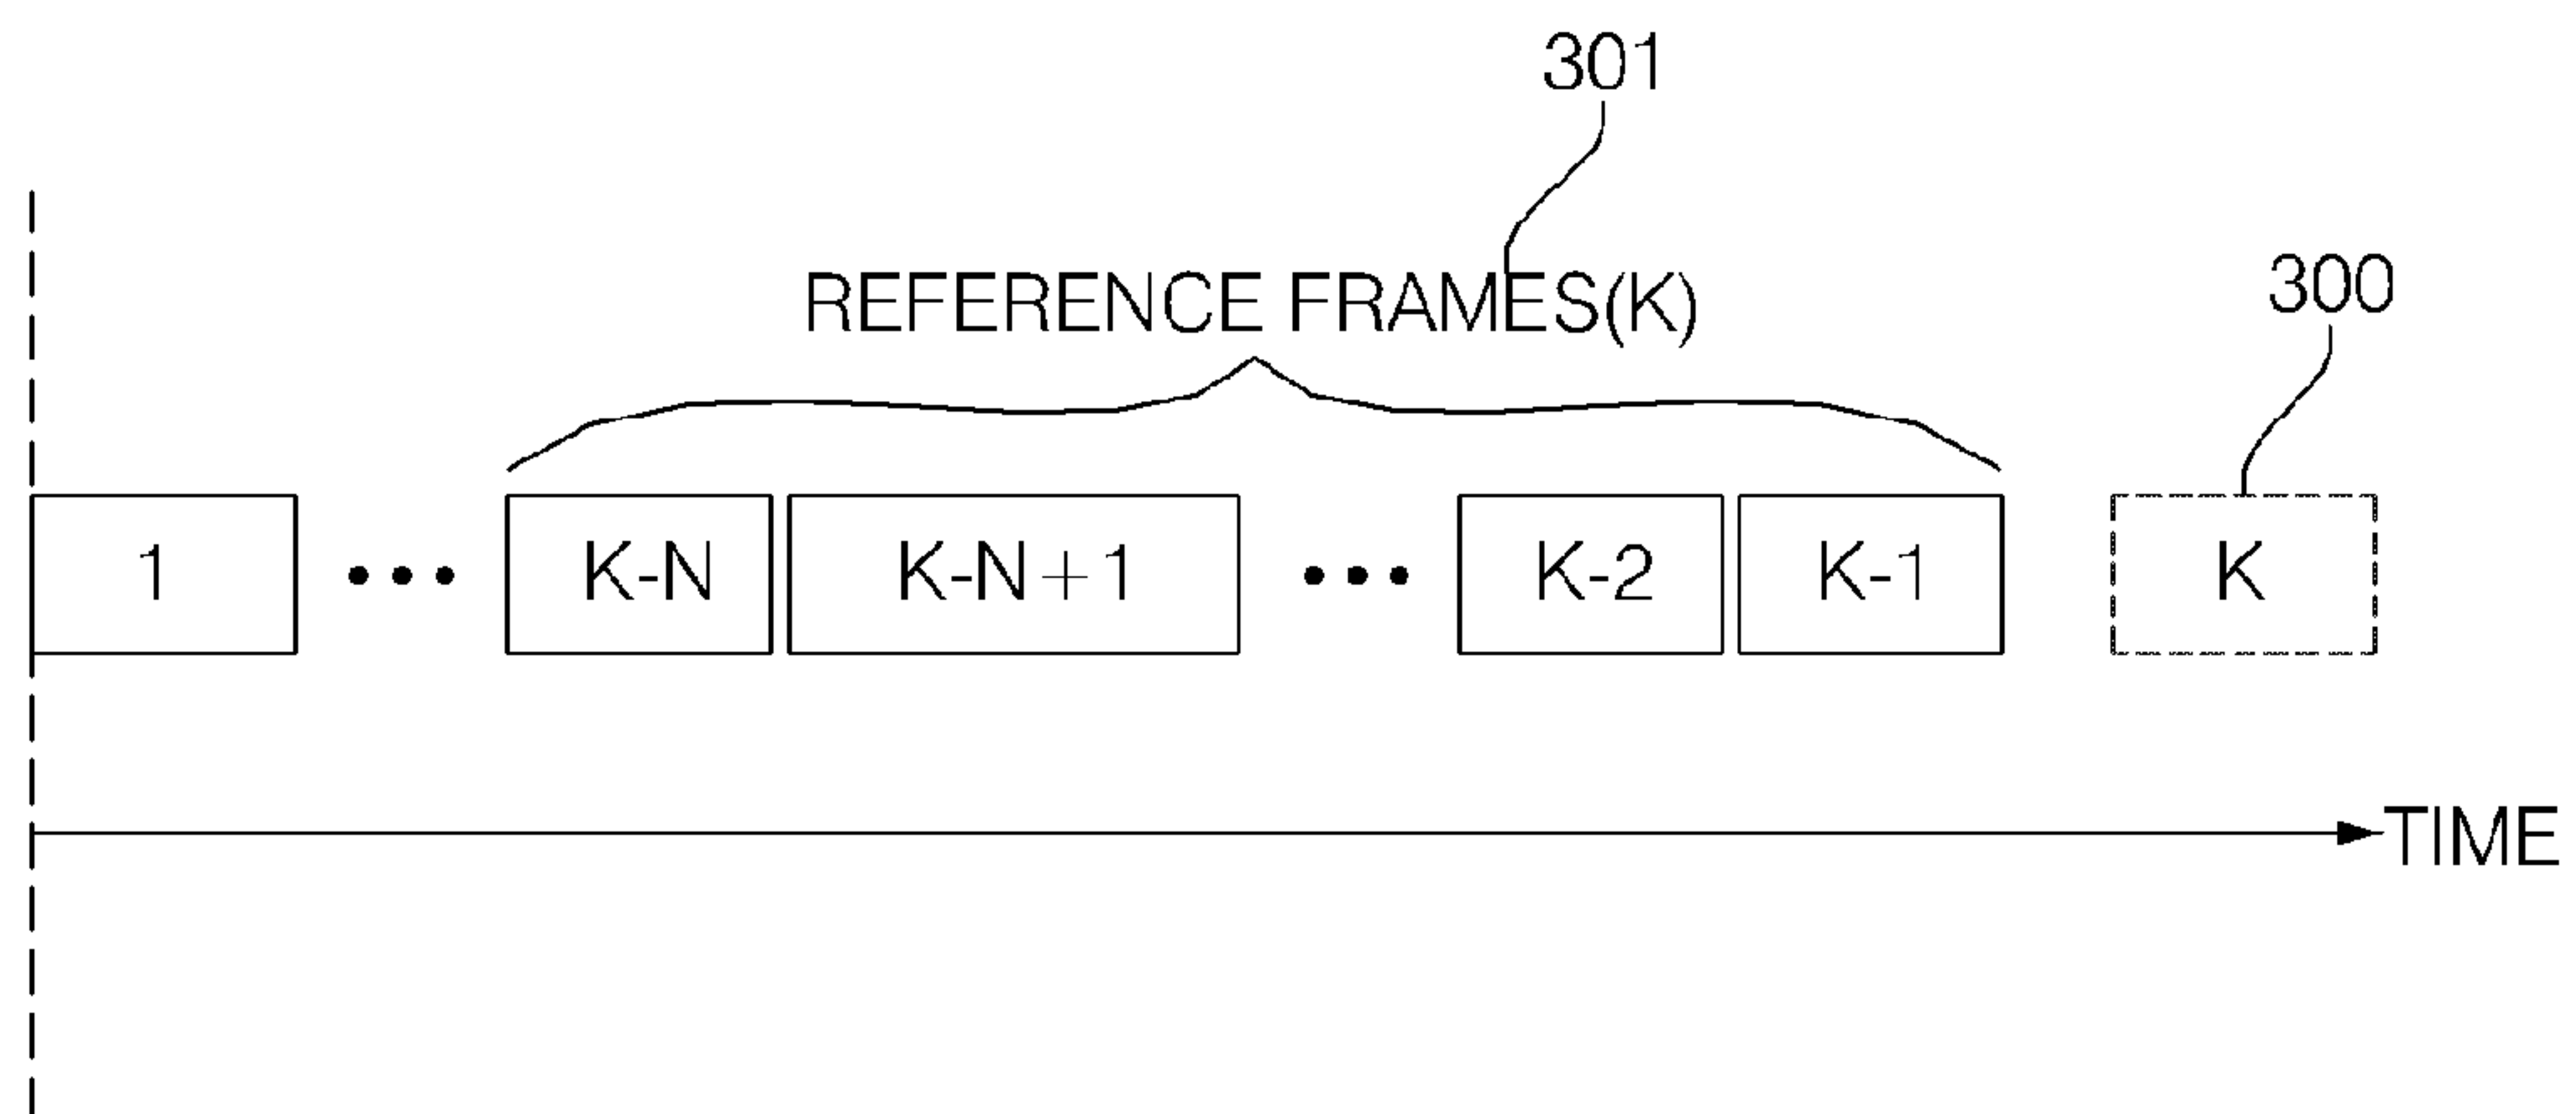 301
REFERENCE FRAMES(K)
300
1 ••• K-N K-N+1 ••• K-2 K-1 K
TIME